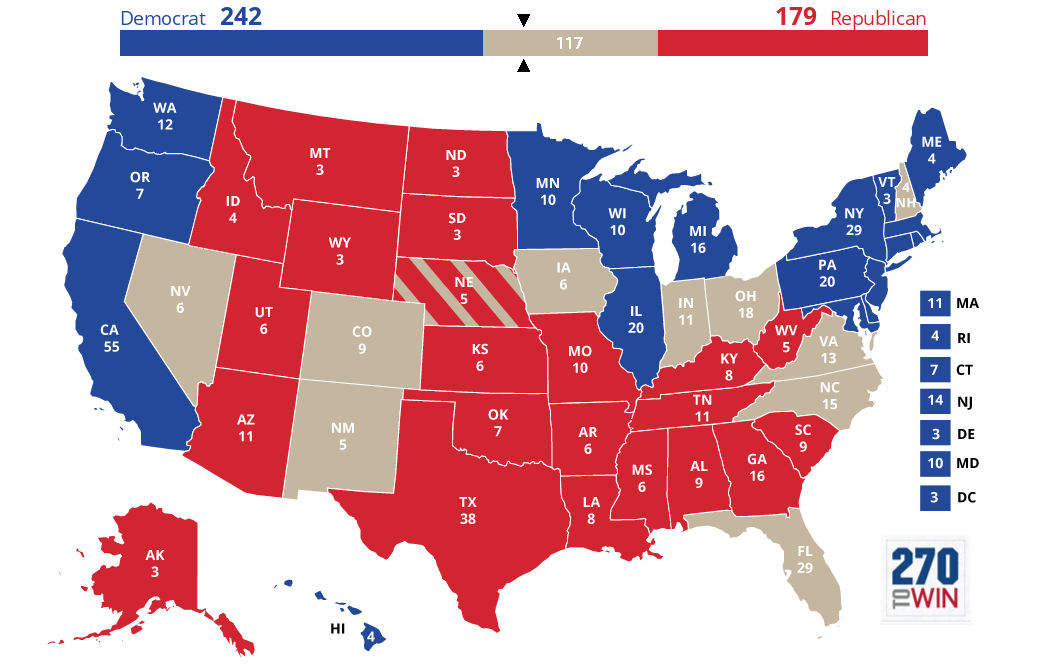 Democrat 242
179 Republican
117
WA
12
OR
7
CA
55
NV
6
ID
4
MT
3
WY
3
UT
6
AZ
11
CO
9
NM
5
ND
3
SD
3
NE
5
KS
6
OK
7
TX
38
MN
10
IA
6
MO
10
AR
6
LA
8
WI
10
IL
20
MI
16
IN
11
OH
18
KY
8
TN
11
MS
6
AL
9
GA
16
FL
29
SC
9
NC
15
VA
13
WV
5
PA
20
NY
29
VT
3
4
NH
ME
4
AK
3
HI
4
11 MA
4 RI
7 CT
14 NJ
3 DE
10 MD
3 DC
270
TO WIN